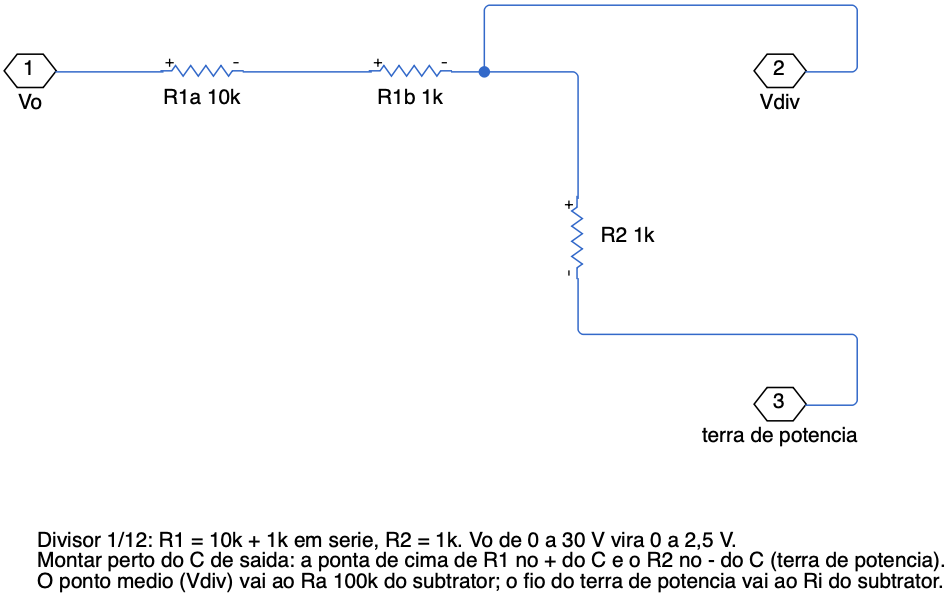 1
Vo
+ -
R1a 10k
+ -
R1b 1k
2
Vdiv
+
R2 1k
-
3
terra de potencia
Divisor 1/12: R1 = 10k + 1k em serie, R2 = 1k. Vo de 0 a 30 V vira 0 a 2,5 V.
Montar perto do C de saida: a ponta de cima de R1 no + do C e o R2 no - do C (terra de potencia).
O ponto medio (Vdiv) vai ao Ra 100k do subtrator; o fio do terra de potencia vai ao Ri do subtrator.